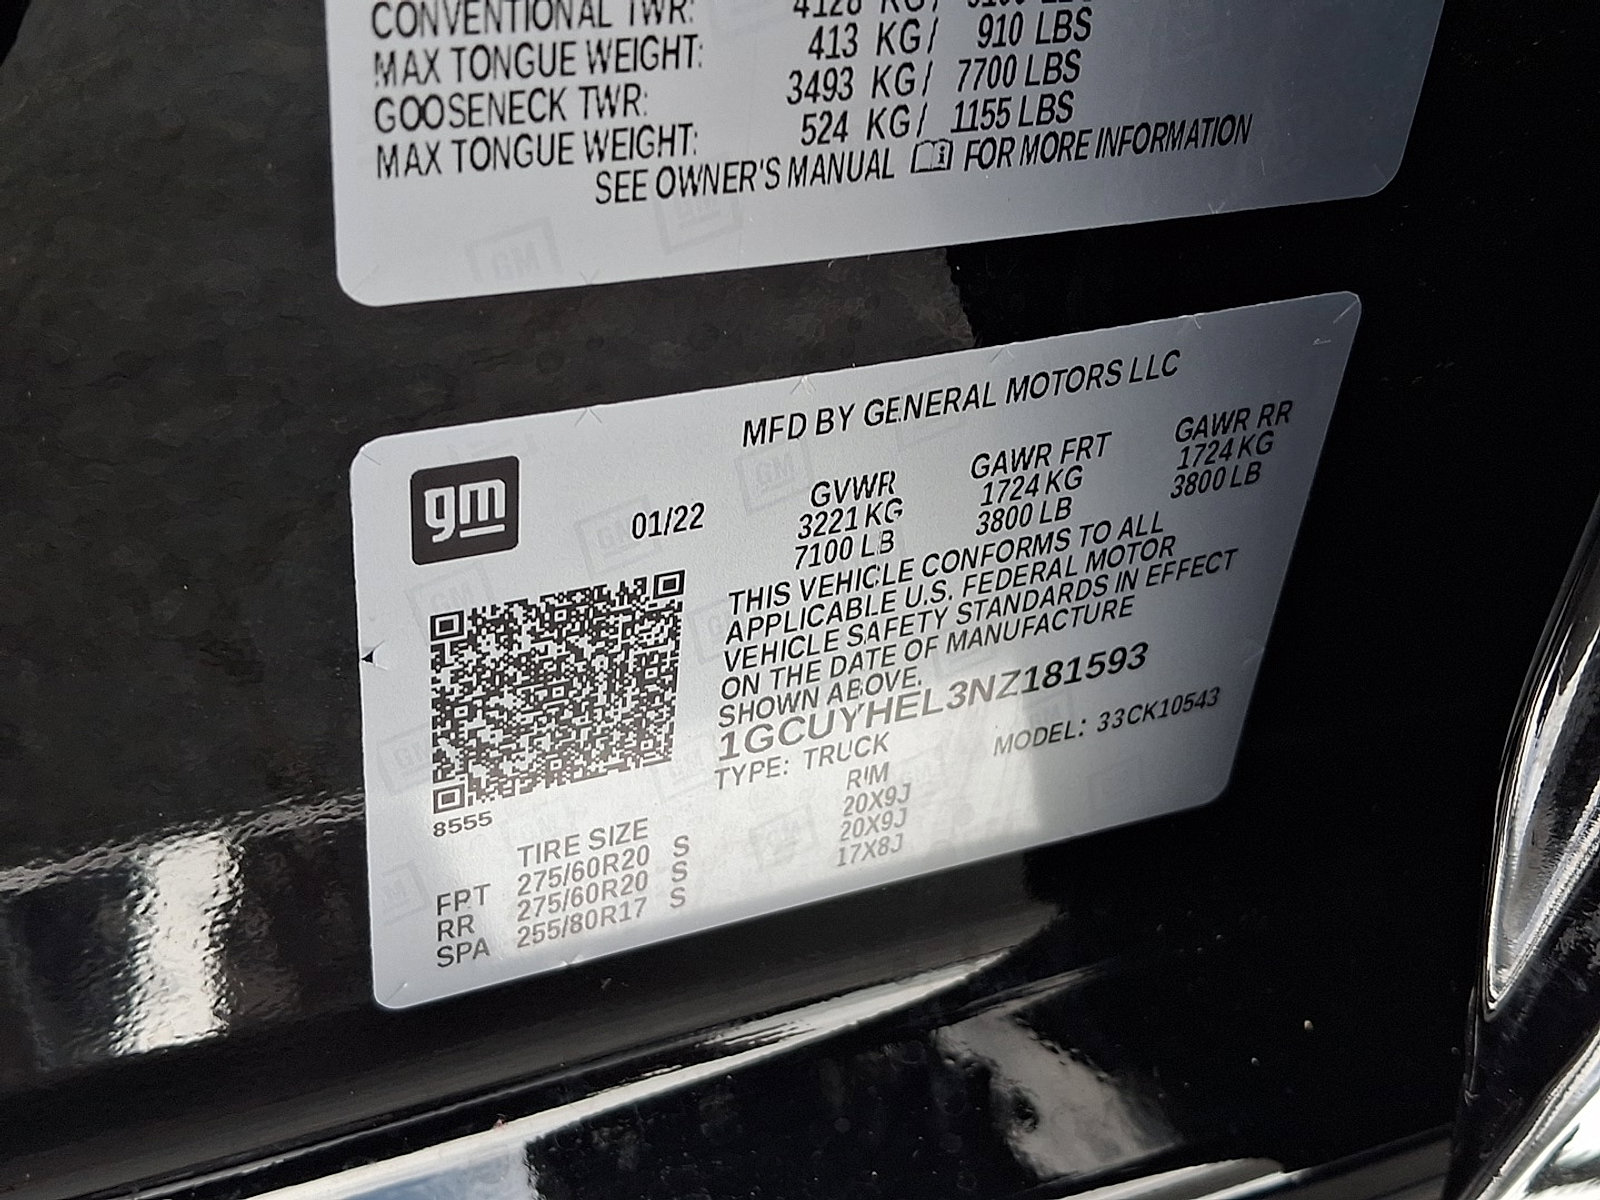 CONVENTIONAL TWR: 4128 KG/
MAX TONGUE WEIGHT: 413 KG/ 910 LBS
GOOSENECK TWR: 3493 KG/ 7700 LBS
MAX TONGUE WEIGHT: 524 KG/ 1155 LBS
SEE OWNER'S MANUAL FOR MORE INFORMATION
MFD BY GENERAL MOTORS LLC
gm
01/22
GVWR GAWR FRT GAWR RR
3221 KG 1724 KG 1724 KG
7100 LB 3800 LB 3800 LB
THIS VEHICLE CONFORMS TO ALL
APPLICABLE U.S. FEDERAL MOTOR
VEHICLE SAFETY STANDARDS IN EFFECT
ON THE DATE OF MANUFACTURE
SHOWN ABOVE.
1GCUYHEL3NZ181593
TYPE: TRUCK MODEL: 33CK10543
8555
TIRE SIZE RIM
FRT 275/60R20 S 20X9J
RR 275/60R20 S 20X9J
SPA 255/80R17 S 17X8J